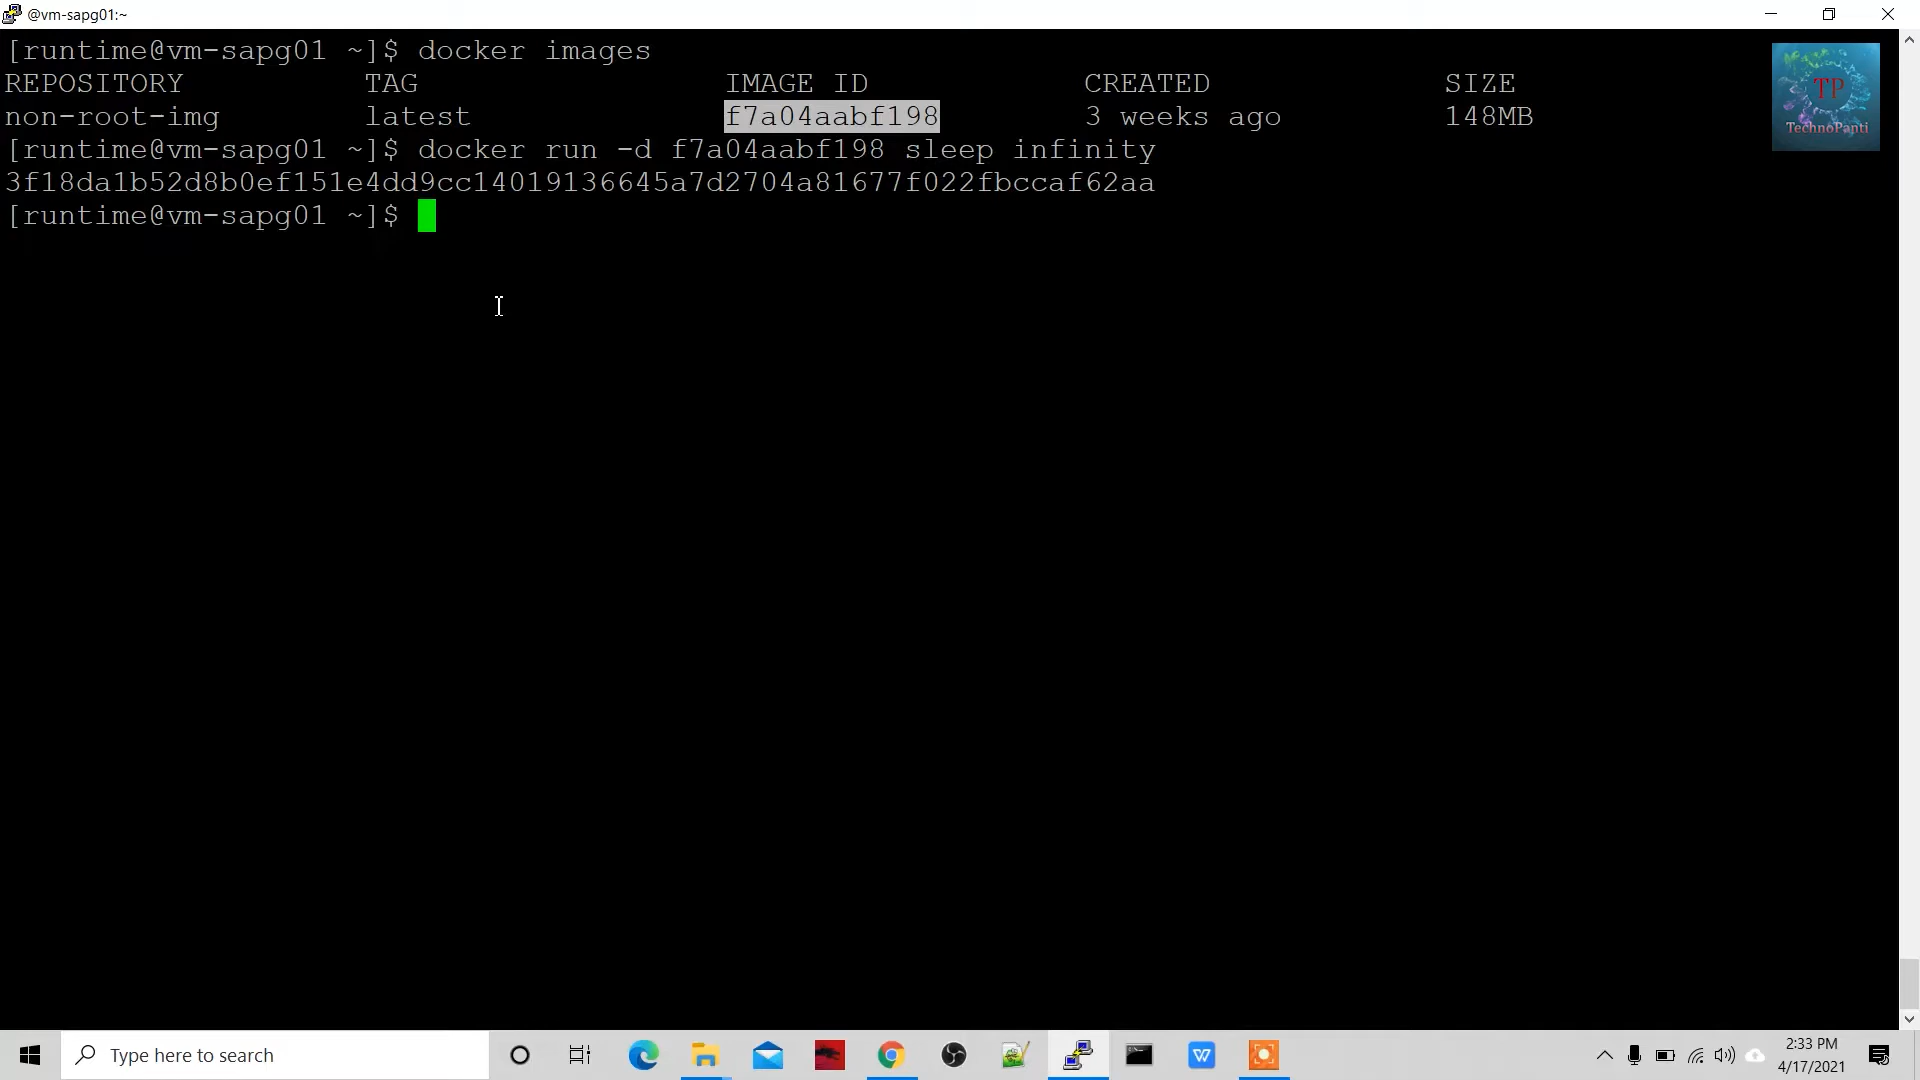 @vm-sapg01:~
[runtime@vm-sapg01 ~]$ docker images
REPOSITORY TAG IMAGE ID CREATED SIZE
non-root-img latest f7a04aabf198 3 weeks ago 148MB
[runtime@vm-sapg01 ~]$ docker run -d f7a04aabf198 sleep infinity
3f18da1b52d8b0ef151e4dd9cc14019136645a7d2704a81677f022fbccaf62aa
[runtime@vm-sapg01 ~]$
TP
TechnoPanti
Type here to search
W
2:33 PM
4/17/2021